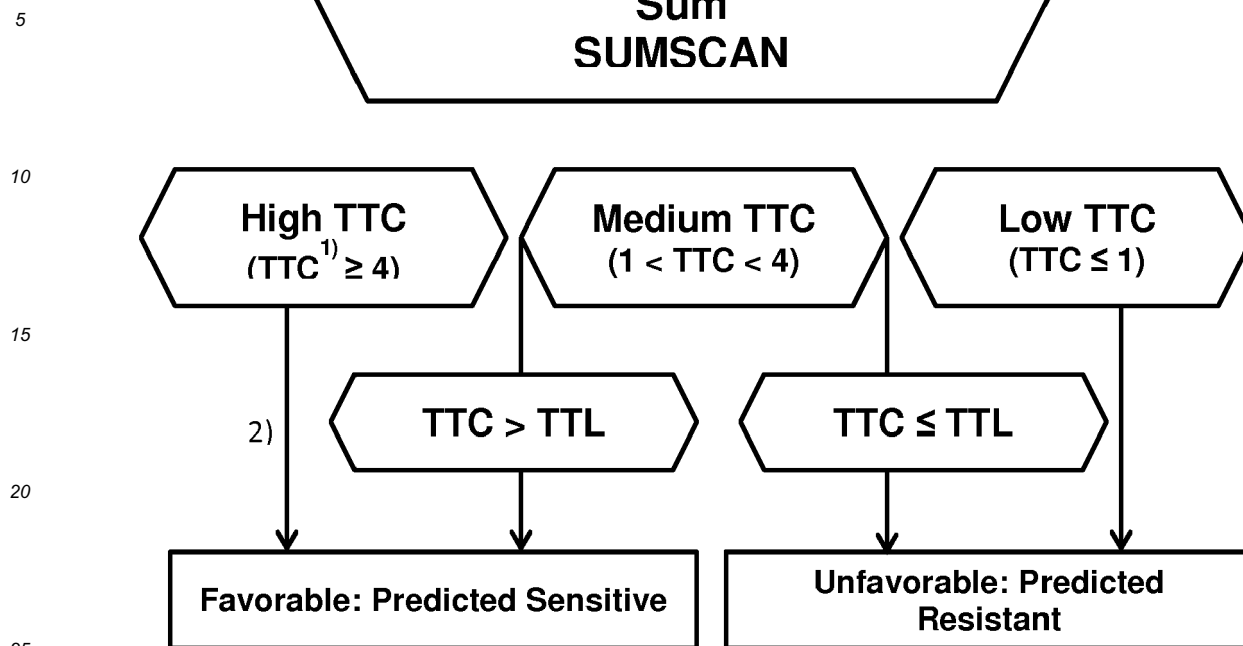 5
Sum
SUMSCAN
10
High TTC
(TTC¹⁾ ≥ 4)
Medium TTC
(1 < TTC < 4)
Low TTC
(TTC ≤ 1)
15
2)
TTC > TTL
TTC ≤ TTL
20
Favorable: Predicted Sensitive
Unfavorable: Predicted
Resistant